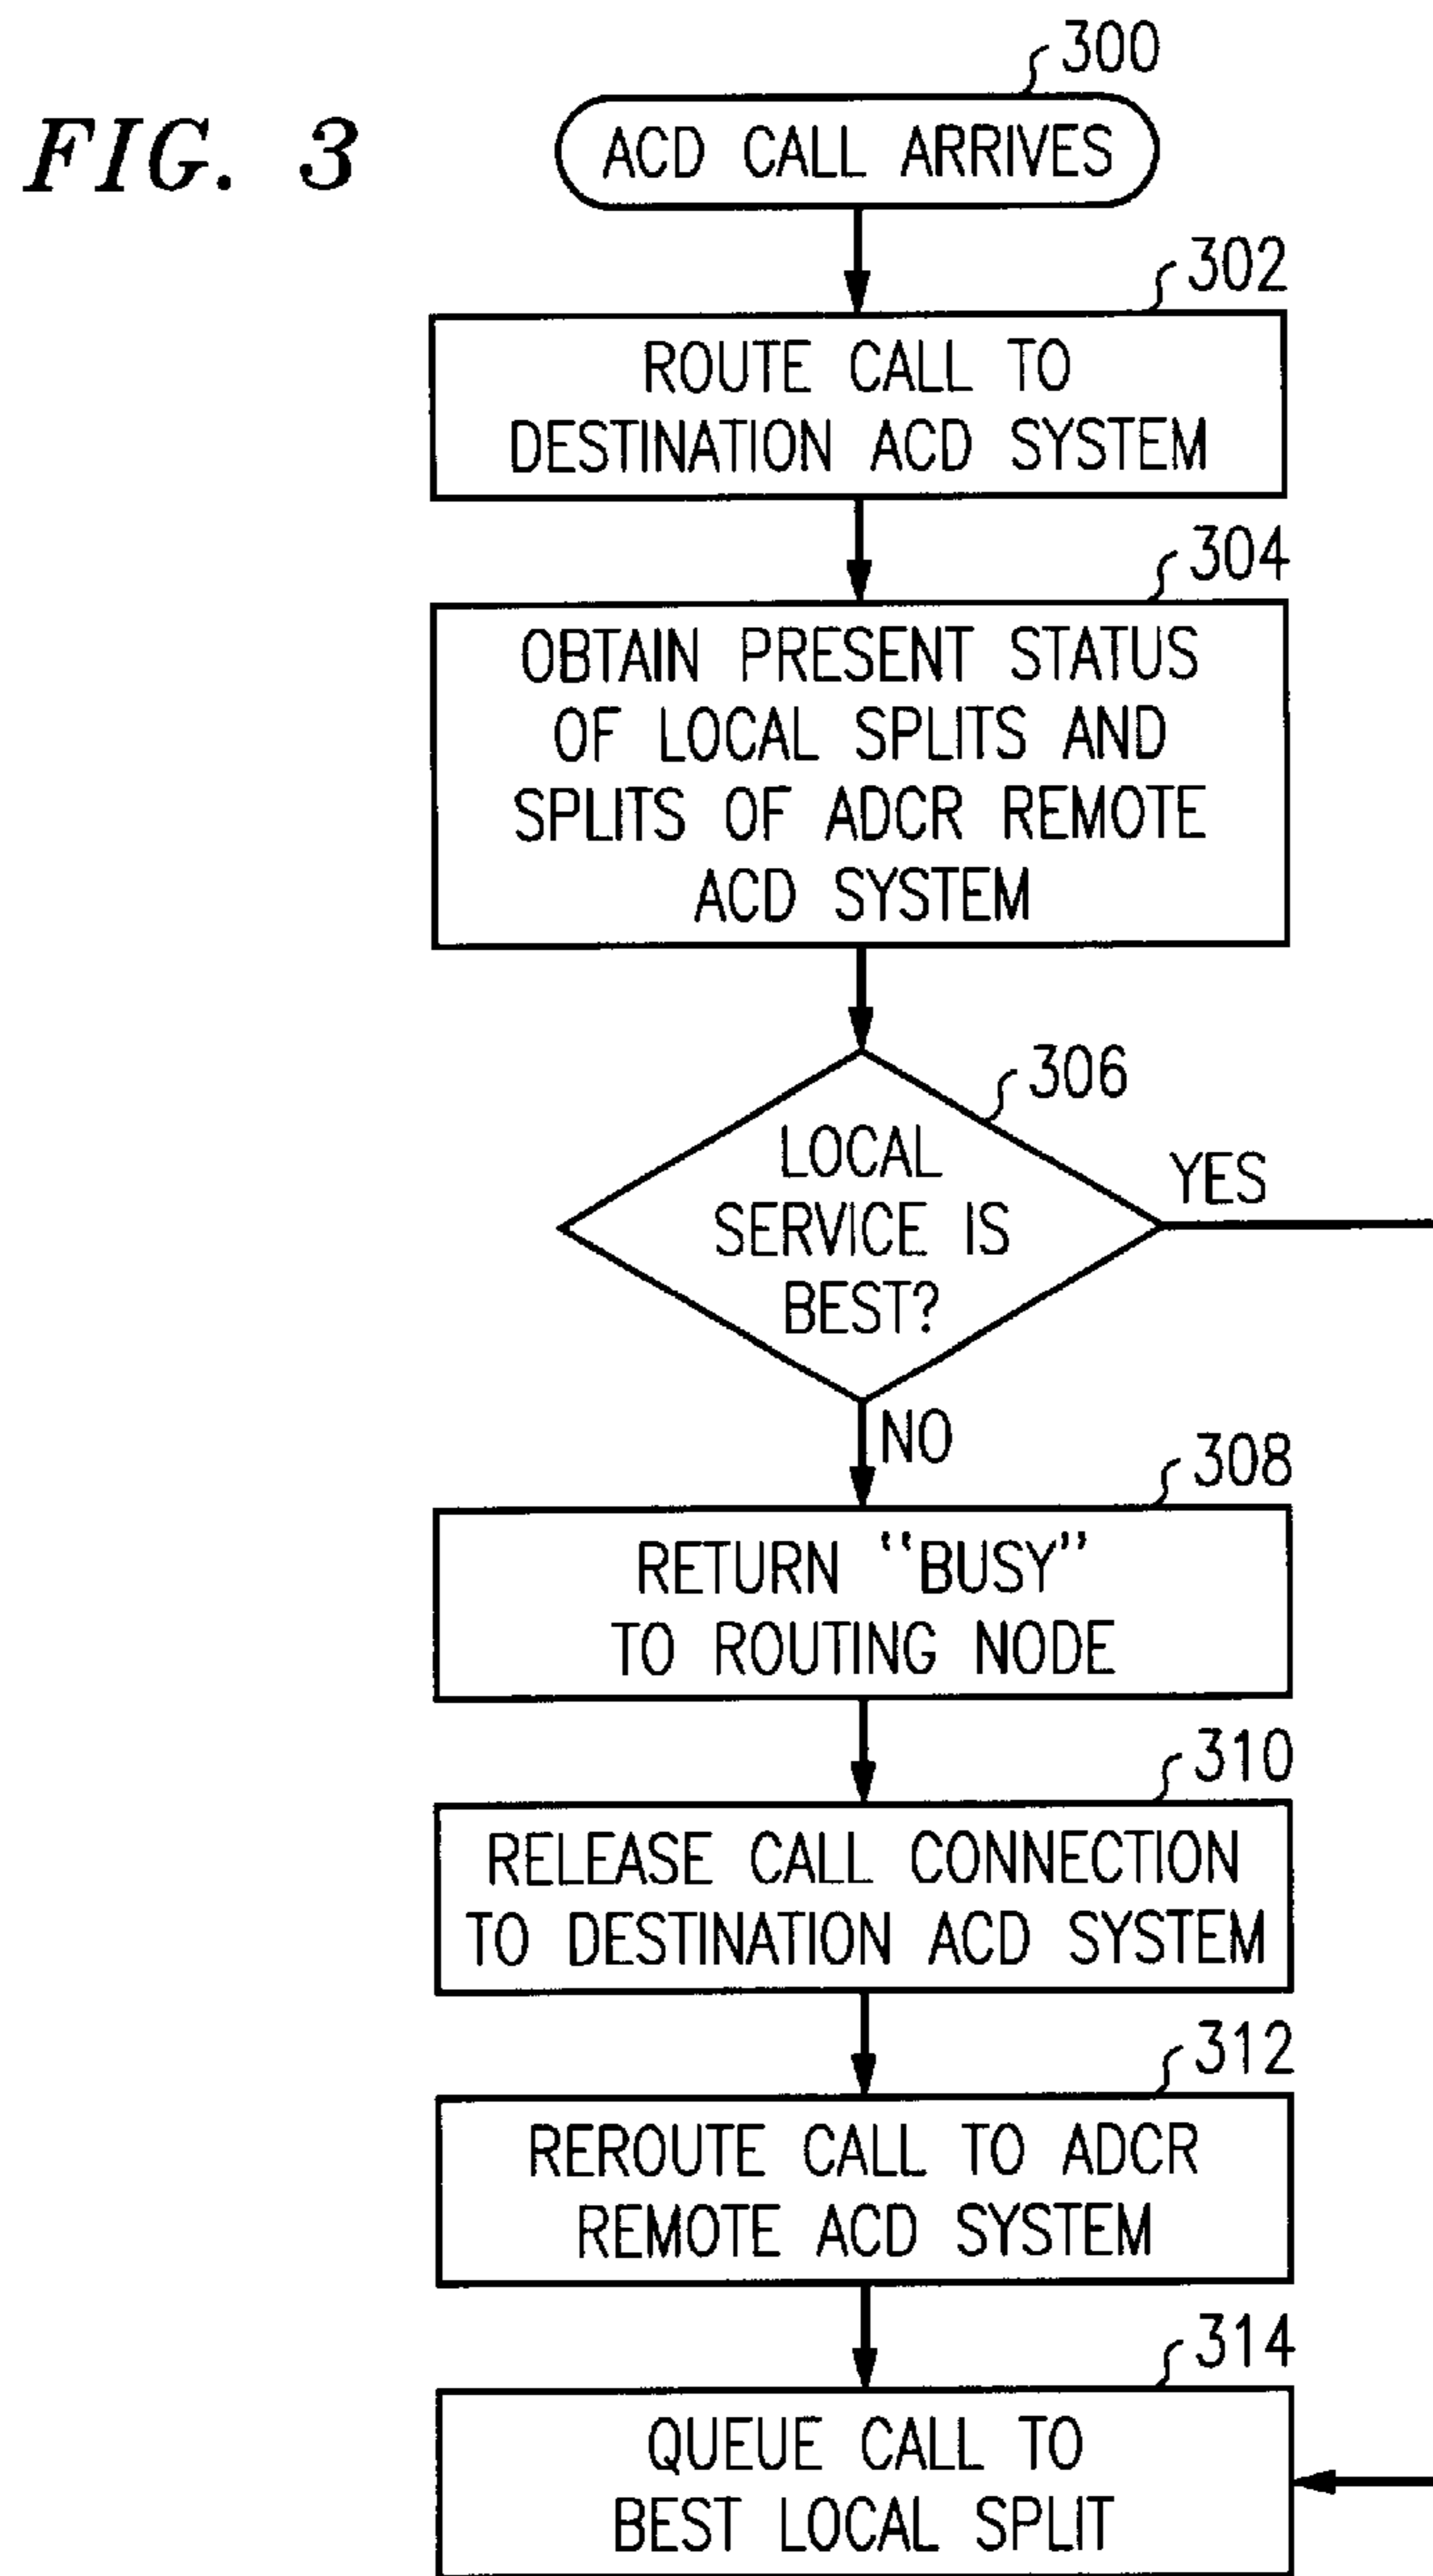 FIG. 3
300
ACD CALL ARRIVES
302
ROUTE CALL TO
DESTINATION ACD SYSTEM
304
OBTAIN PRESENT STATUS
OF LOCAL SPLITS AND
SPLITS OF ADCR REMOTE
ACD SYSTEM
306
LOCAL
SERVICE IS
BEST?
YES
NO
308
RETURN "BUSY"
TO ROUTING NODE
310
RELEASE CALL CONNECTION
TO DESTINATION ACD SYSTEM
312
REROUTE CALL TO ADCR
REMOTE ACD SYSTEM
314
QUEUE CALL TO
BEST LOCAL SPLIT